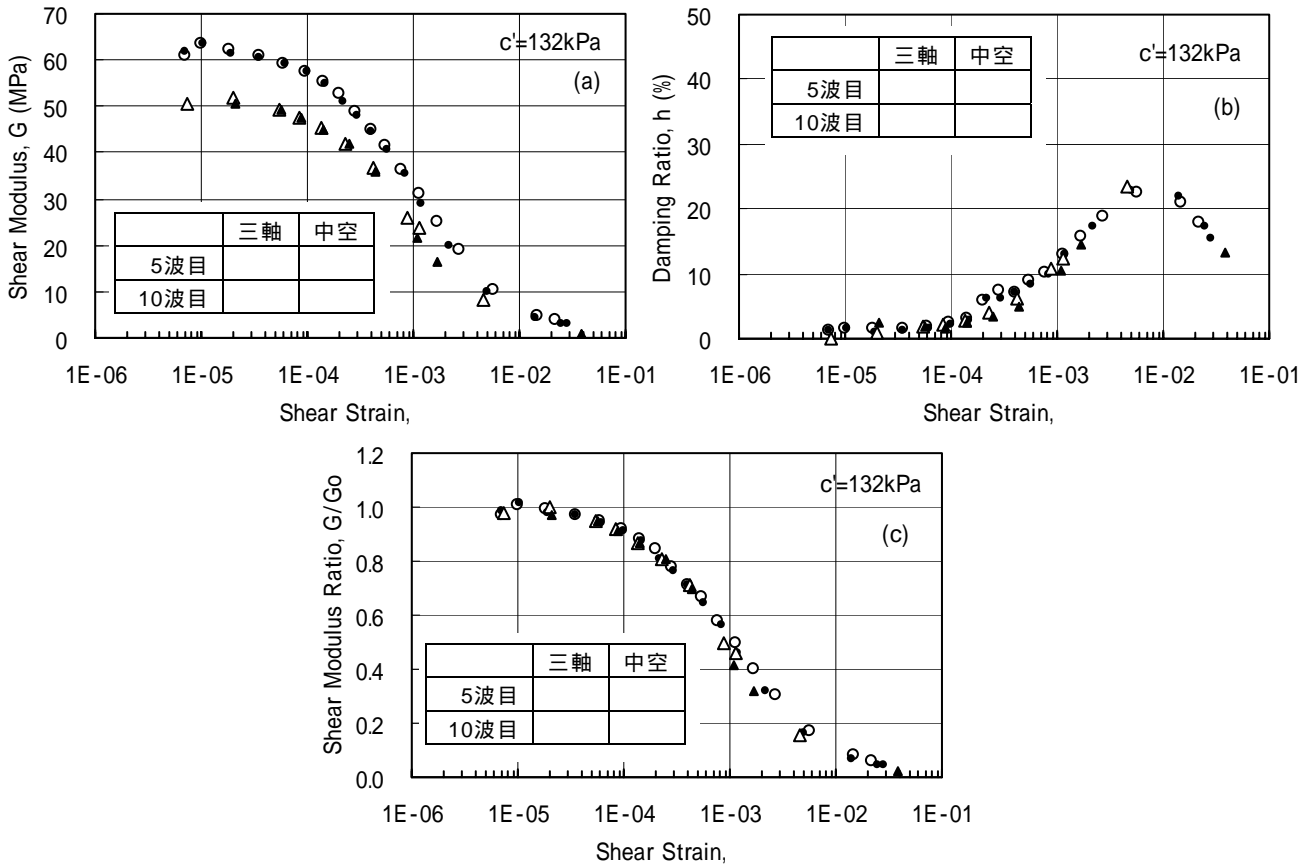 Shear Modulus, G (MPa)
70
60
50
40
30
20
10
0
c'=132kPa
(a)
三軸 中空
5波目
10波目
1E-06 1E-05 1E-04 1E-03 1E-02 1E-01
Shear Strain,
Damping Ratio, h (%)
50
40
30
20
10
0
三軸 中空
5波目
10波目
c'=132kPa
(b)
1E-06 1E-05 1E-04 1E-03 1E-02 1E-01
Shear Strain,
Shear Modulus Ratio, G/Go
1.2
1.0
0.8
0.6
0.4
0.2
0.0
c'=132kPa
(c)
三軸 中空
5波目
10波目
1E-06 1E-05 1E-04 1E-03 1E-02 1E-01
Shear Strain,